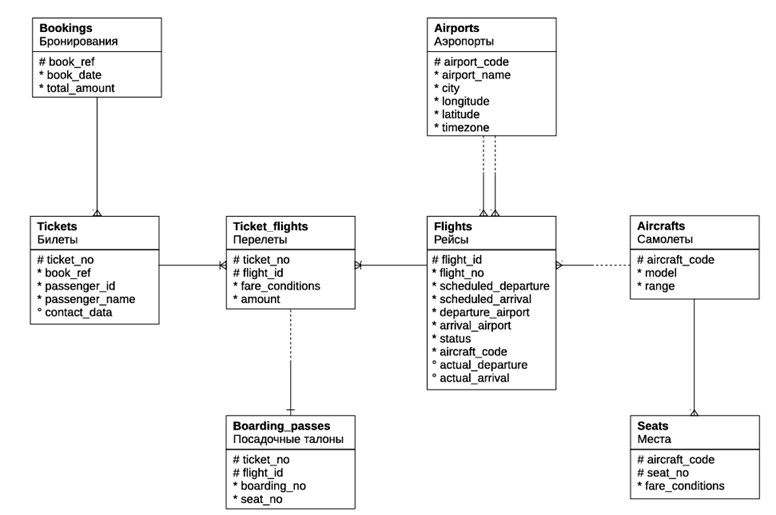 Bookings
Бронирования
# book_ref
* book_date
* total_amount
Airports
Аэропорты
# airport_code
* airport_name
* city
* longitude
* latitude
* timezone
Tickets
Билеты
# ticket_no
* book_ref
* passenger_id
* passenger_name
° contact_data
Ticket_flights
Перелеты
# ticket_no
# flight_id
* fare_conditions
* amount
Flights
Рейсы
# flight_id
* flight_no
* scheduled_departure
* scheduled_arrival
* departure_airport
* arrival_airport
* status
* aircraft_code
° actual_departure
° actual_arrival
Aircrafts
Самолеты
# aircraft_code
* model
* range
Boarding_passes
Посадочные талоны
# ticket_no
# flight_id
* boarding_no
* seat_no
Seats
Места
# aircraft_code
# seat_no
* fare_conditions